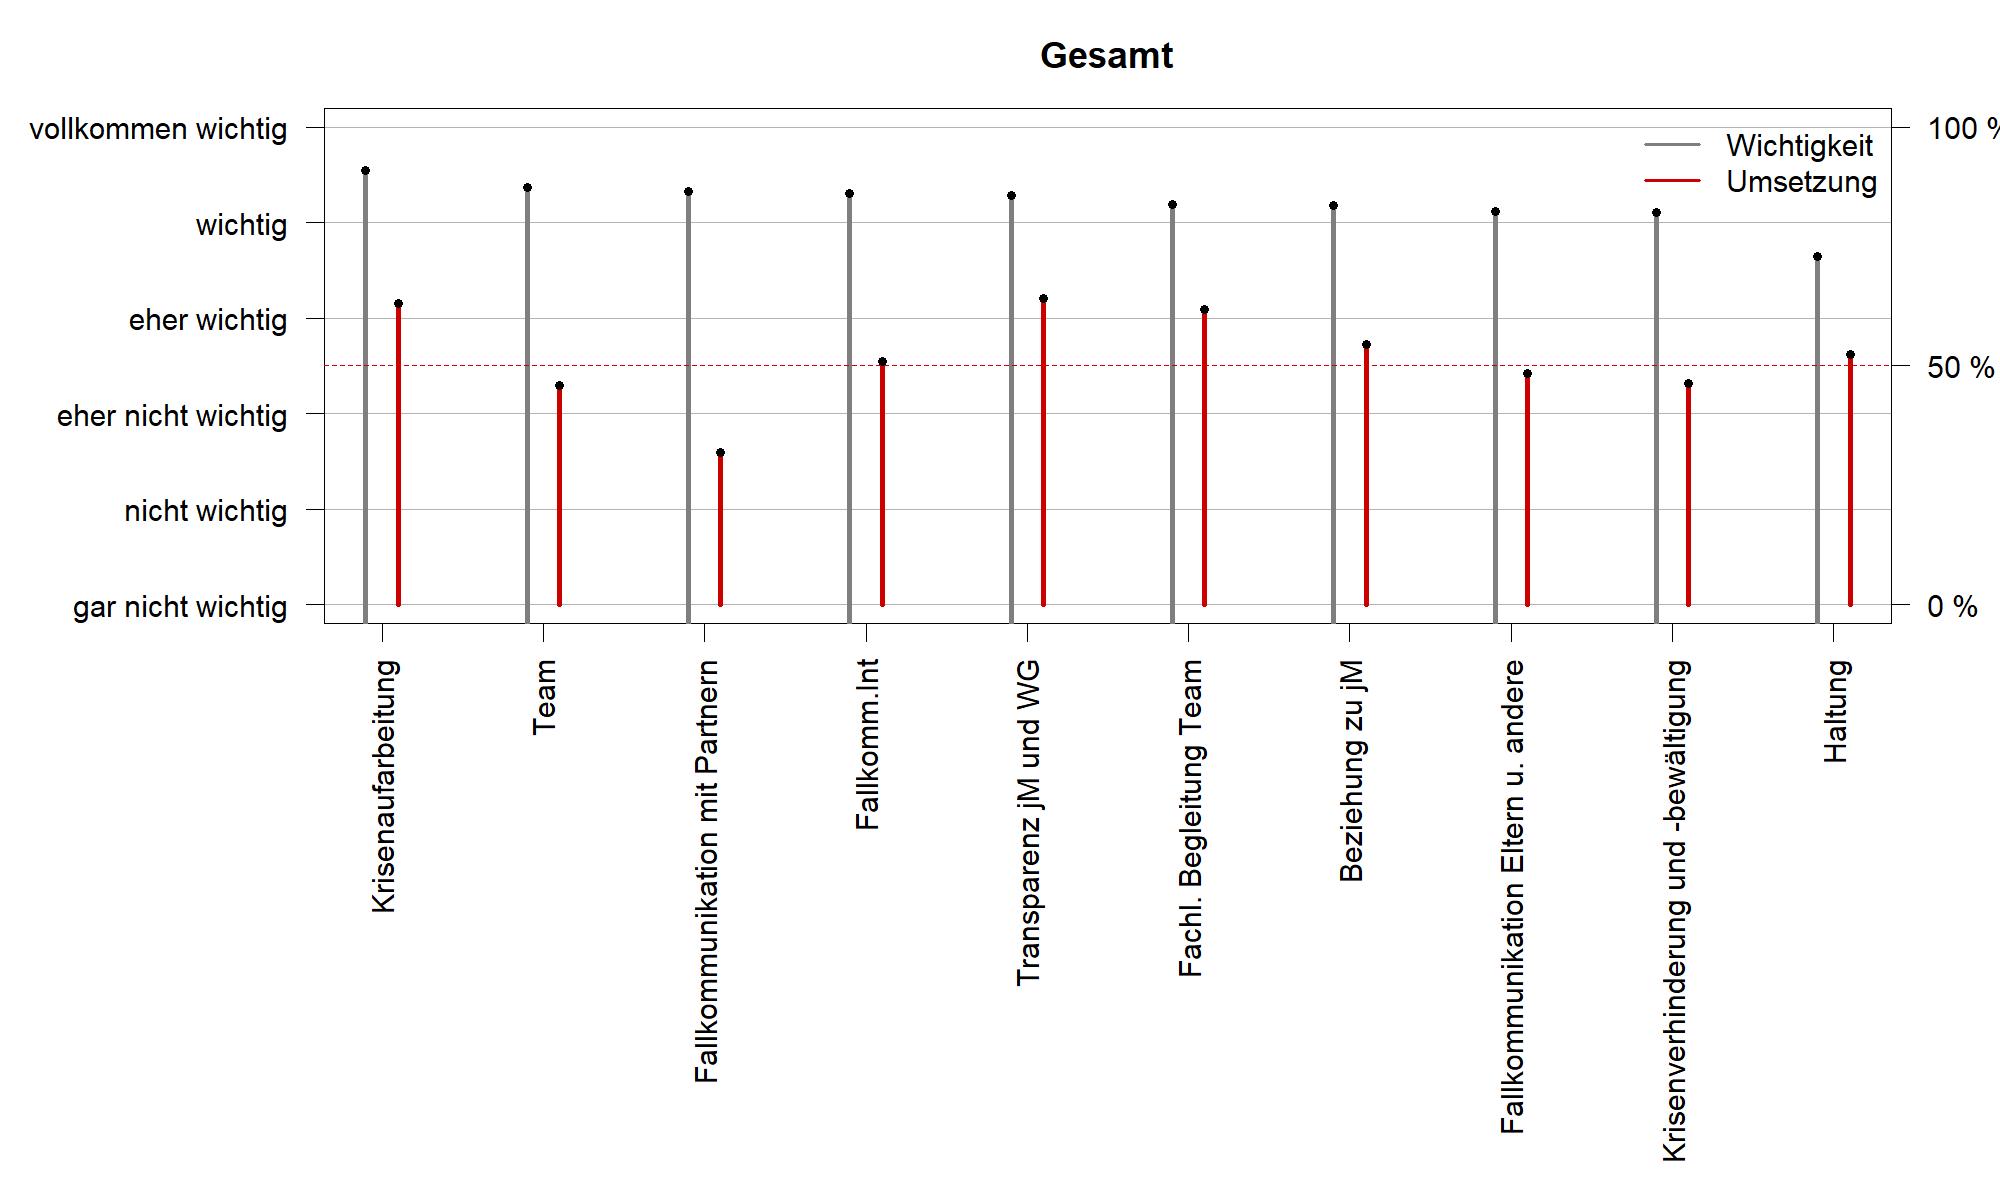 Gesamt
vollkommen wichtig
wichtig
eher wichtig
eher nicht wichtig
nicht wichtig
gar nicht wichtig
100 %
50 %
0 %
Wichtigkeit
Umsetzung
Krisenaufarbeitung
Team
Fallkommunikation mit Partnern
Fallkomm.Int
Transparenz jM und WG
Fachl. Begleitung Team
Beziehung zu jM
Fallkommunikation Eltern u. andere
Krisenverhinderung und -bewältigung
Haltung